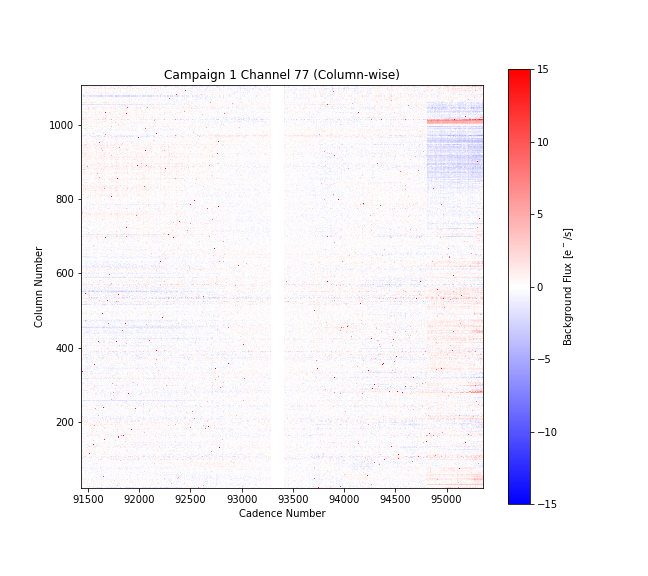 Campaign 1 Channel 77 (Column-wise)
1000
800
600
400
200
Column Number
91500 92000 92500 93000 93500 94000 94500 95000
Cadence Number
15
10
5
0
−5
−10
−15
Background Flux [e⁻/s]